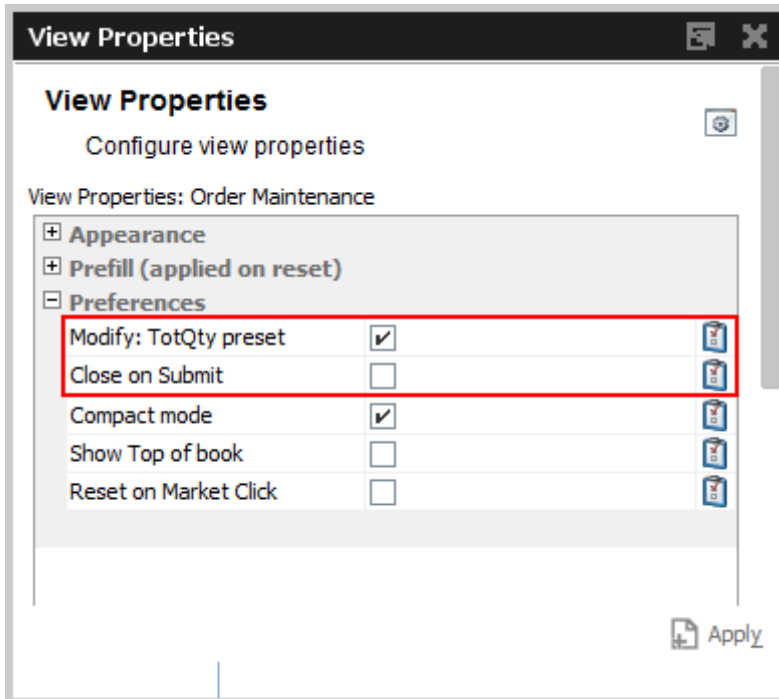 View Properties
View Properties
Configure view properties
View Properties: Order Maintenance
Appearance
Prefill (applied on reset)
Preferences
Modify: TotQty preset
Close on Submit
Compact mode
Show Top of book
Reset on Market Click
Apply